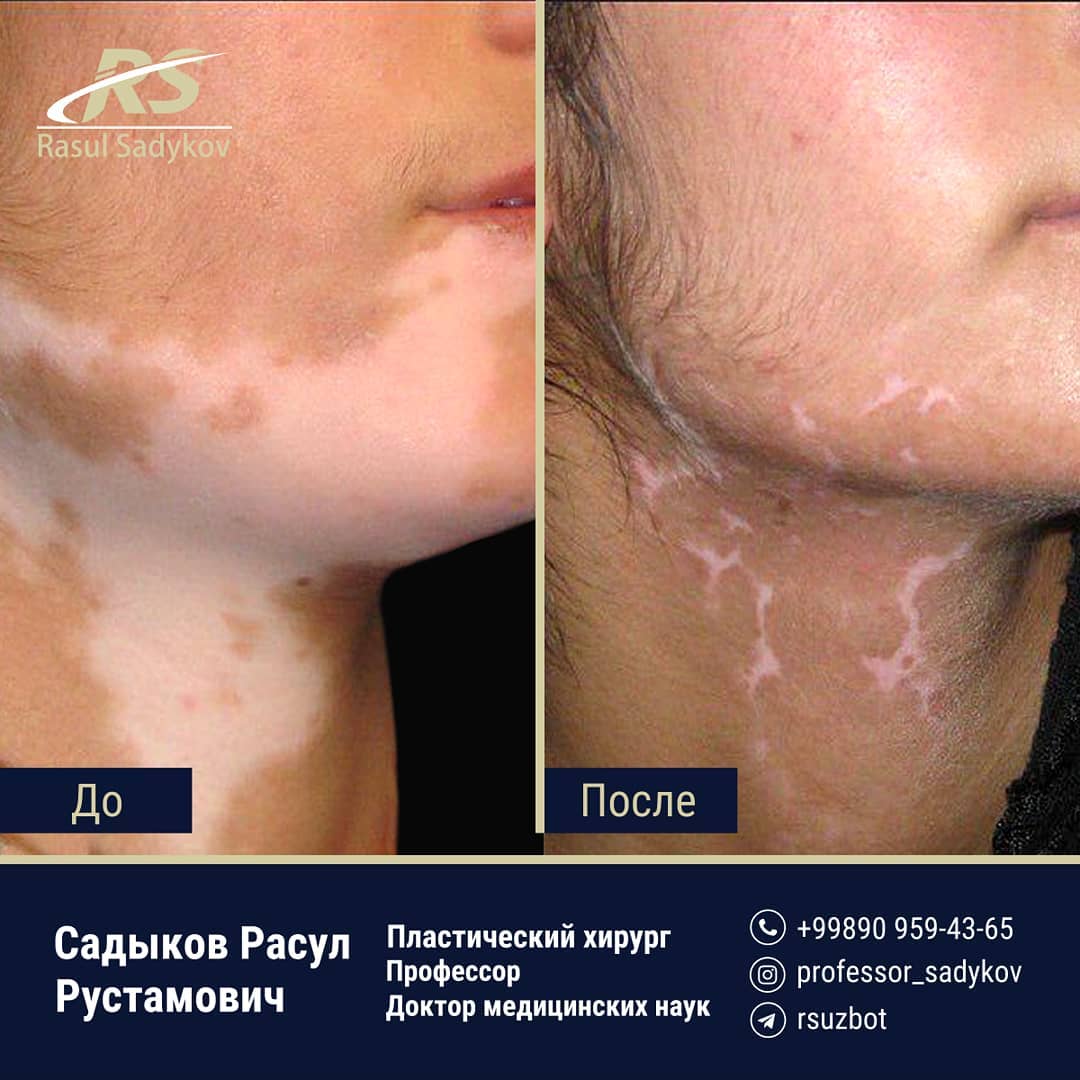 RS
Rasul Sadykov
До
После
Садыков Расул
Рустамович
Пластический хирург
Профессор
Доктор медицинских наук
+99890 959-43-65
professor_sadykov
rsuzbot